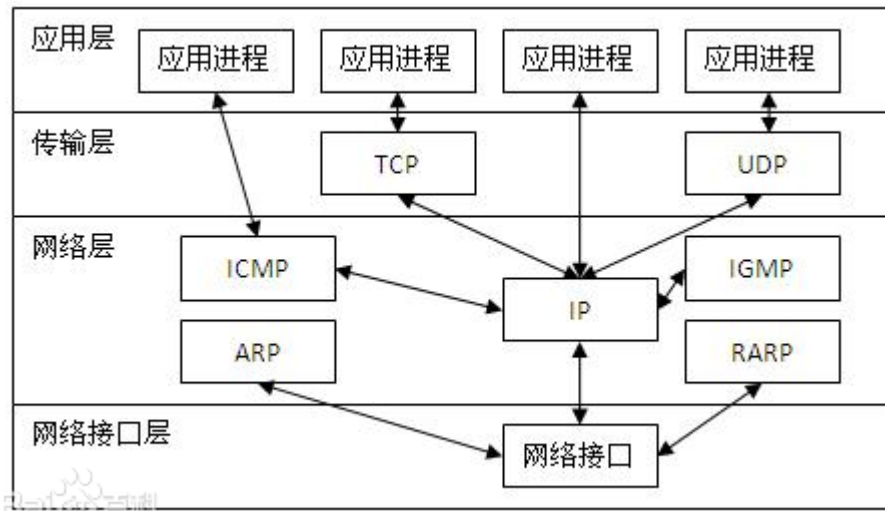 应用层
应用进程
应用进程
应用进程
应用进程
传输层
TCP
UDP
网络层
ICMP
IGMP
IP
ARP
RARP
网络接口层
网络接口